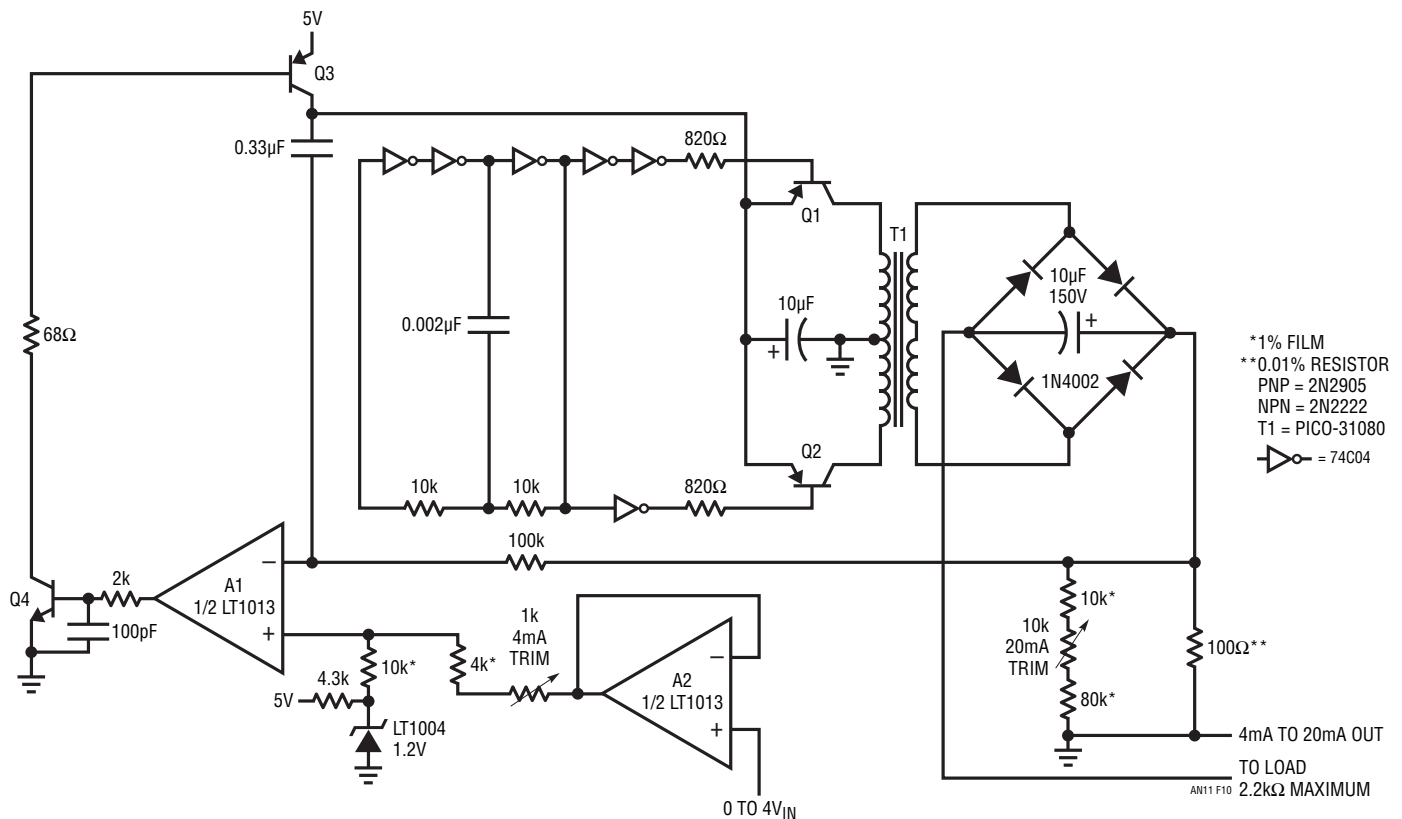 5V
Q3
0.33µF
820Ω
Q1
T1
10µF
150V
+
1N4002
68Ω
0.002µF
10µF
+
*1% FILM
**0.01% RESISTOR
PNP = 2N2905
NPN = 2N2222
T1 = PICO-31080
= 74C04
Q2
10k
10k
820Ω
100k
2k
Q4
100pF
A1
1/2 LT1013
−
+
1k
4mA
TRIM
10k*
4k*
4.3k
5V
LT1004
1.2V
A2
1/2 LT1013
−
+
0 TO 4VIN
10k*
10k
20mA
TRIM
80k*
100Ω**
4mA TO 20mA OUT
TO LOAD
2.2kΩ MAXIMUM
AN11 F10